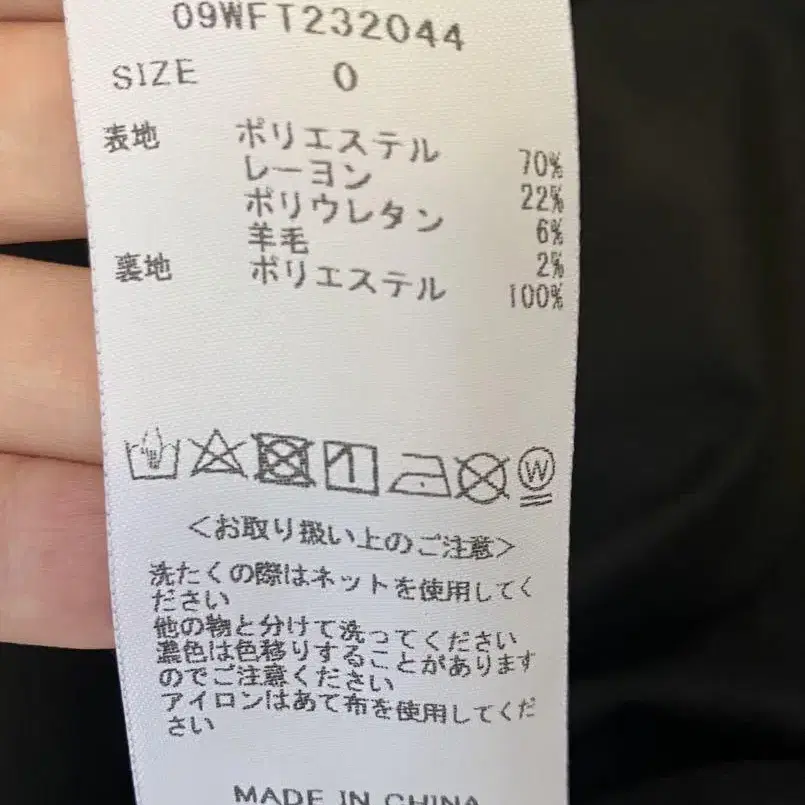 09WFT232044
SIZE 0
表地 ポリエステル 70%
レーヨン 22%
ポリウレタン 6%
羊毛 2%
裏地 ポリエステル 100%
W
<お取り扱い上のご注意>
洗たくの際はネットを使用してく
ださい
他の物と分けて洗ってください
濃色は色移りすることがあります
のでご注意ください
アイロンはあて布を使用してくだ
さい
MADE IN CHINA